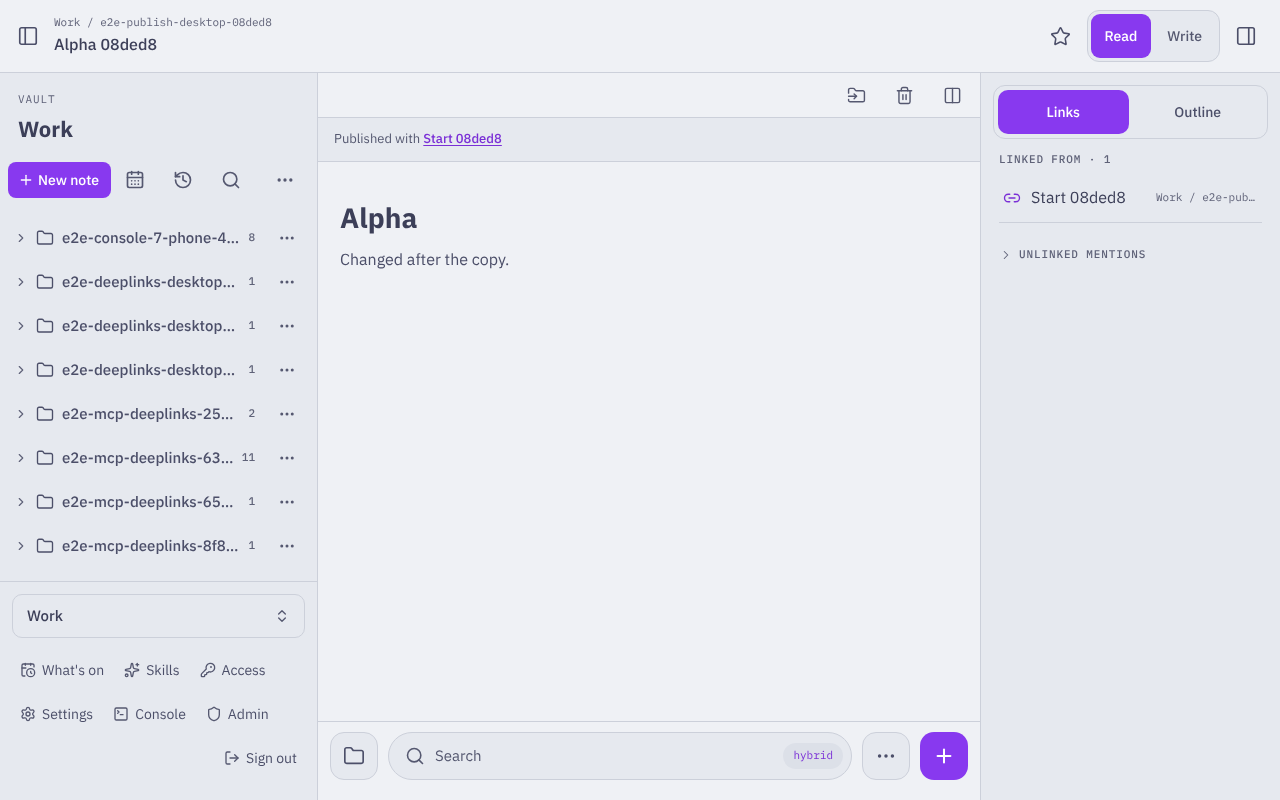 Work / e2e-publish-desktop-08ded8
Alpha 08ded8
Read
Write
VAULT
Work
New note
e2e-console-7-phone-4... 8
e2e-deeplinks-desktop... 1
e2e-deeplinks-desktop... 1
e2e-deeplinks-desktop... 1
e2e-mcp-deeplinks-25... 2
e2e-mcp-deeplinks-63... 11
e2e-mcp-deeplinks-65... 1
e2e-mcp-deeplinks-8f8... 1
Work
What's on
Skills
Access
Settings
Console
Admin
Sign out
Published with Start 08ded8
Alpha
Changed after the copy.
Search
hybrid
Links
Outline
LINKED FROM · 1
Start 08ded8
Work / e2e-pub…
UNLINKED MENTIONS